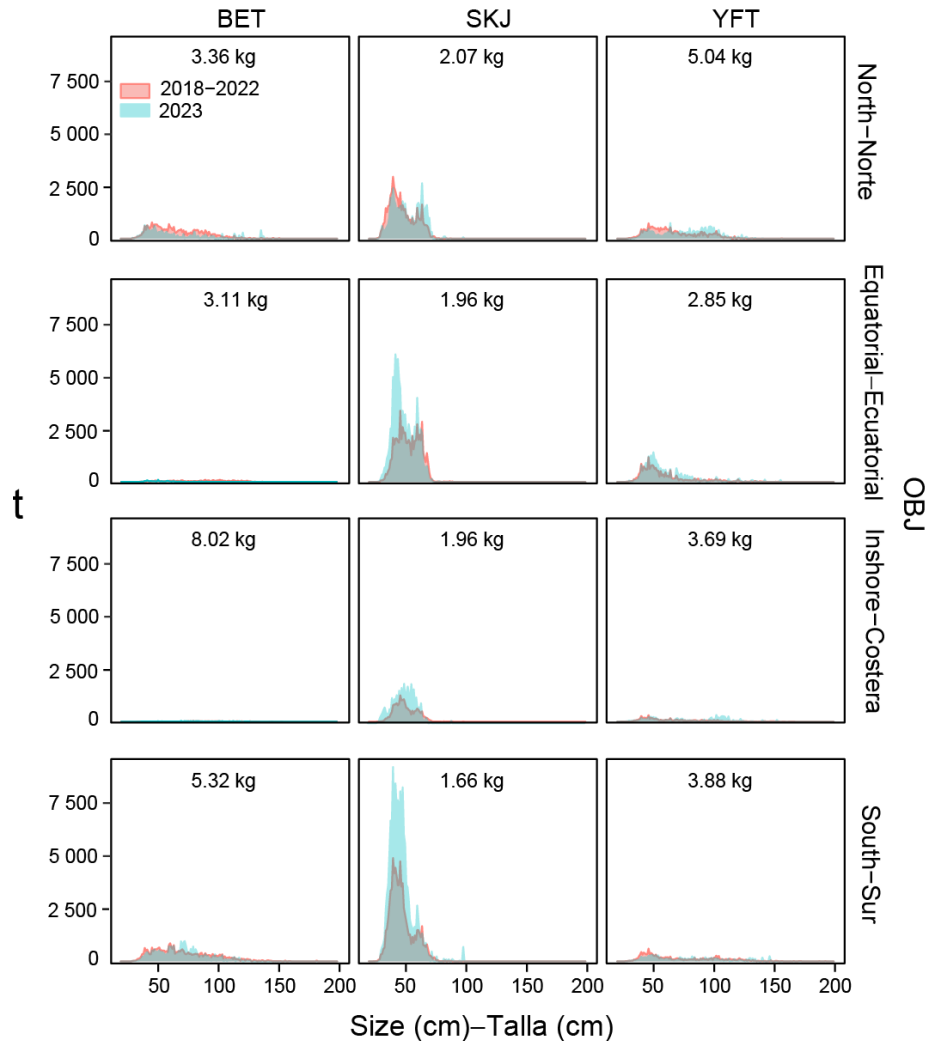 BET SKJ YFT
3.36 kg 2.07 kg 5.04 kg
2018−2022
2023
7 500
5 000
2 500
0
North−Norte
3.11 kg 1.96 kg 2.85 kg
7 500
5 000
2 500
0
Equatorial−Ecuatorial
t
OBJ
8.02 kg 1.96 kg 3.69 kg
7 500
5 000
2 500
0
Inshore−Costera
5.32 kg 1.66 kg 3.88 kg
7 500
5 000
2 500
0
South−Sur
50 100 150 200 50 100 150 200 50 100 150 200
Size (cm)−Talla (cm)